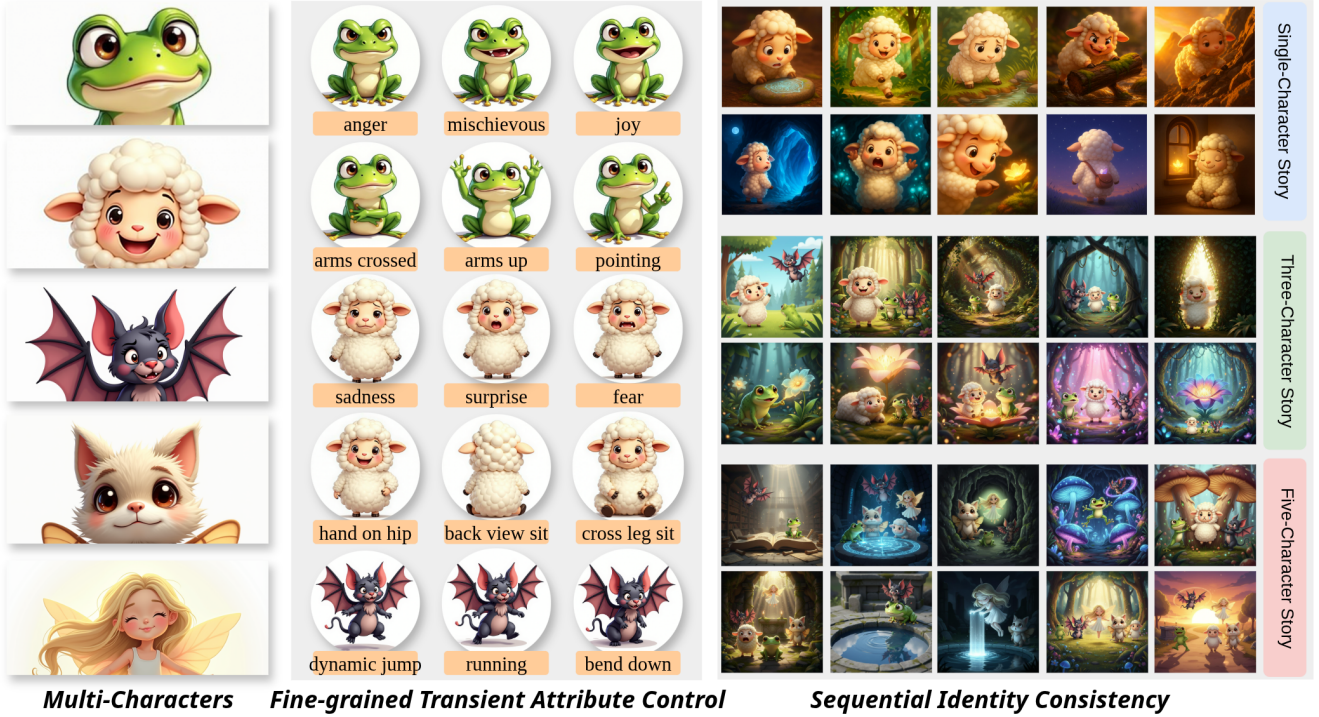 anger
mischievous
joy
arms crossed
arms up
pointing
sadness
surprise
fear
hand on hip
back view sit
cross leg sit
dynamic jump
running
bend down
Single-Character Story
Three-Character Story
Five-Character Story
Multi-Characters
Fine-grained Transient Attribute Control
Sequential Identity Consistency